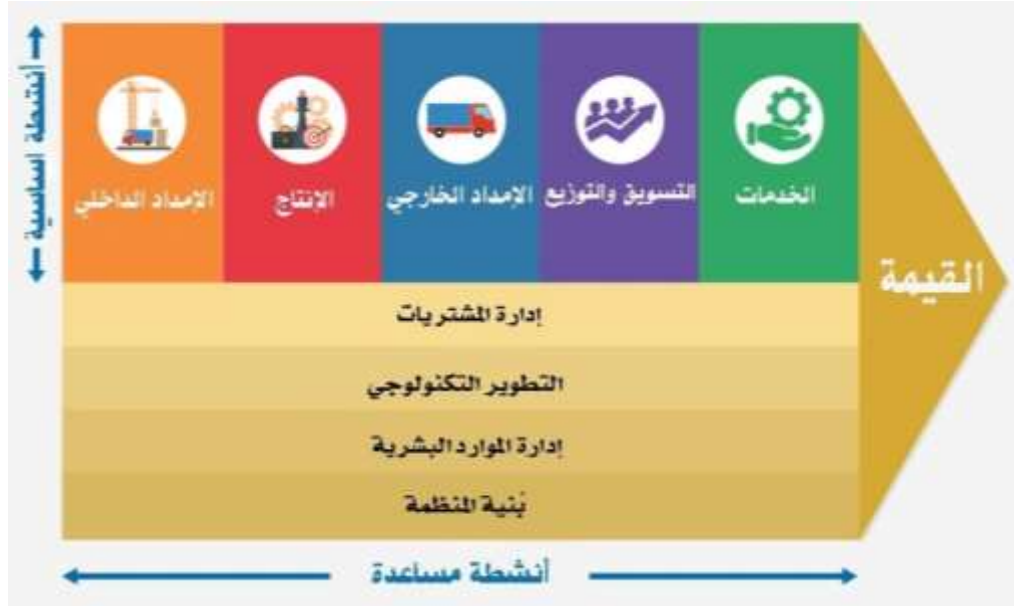 أنشطة أساسية
الإمداد الداخلي
الإنتاج
الإمداد الخارجي
التسويق والتوزيع
الخدمات
القيمة
إدارة المشتريات
التطوير التكنولوجي
إدارة الموارد البشرية
بُنية المنظمة
أنشطة مساعدة